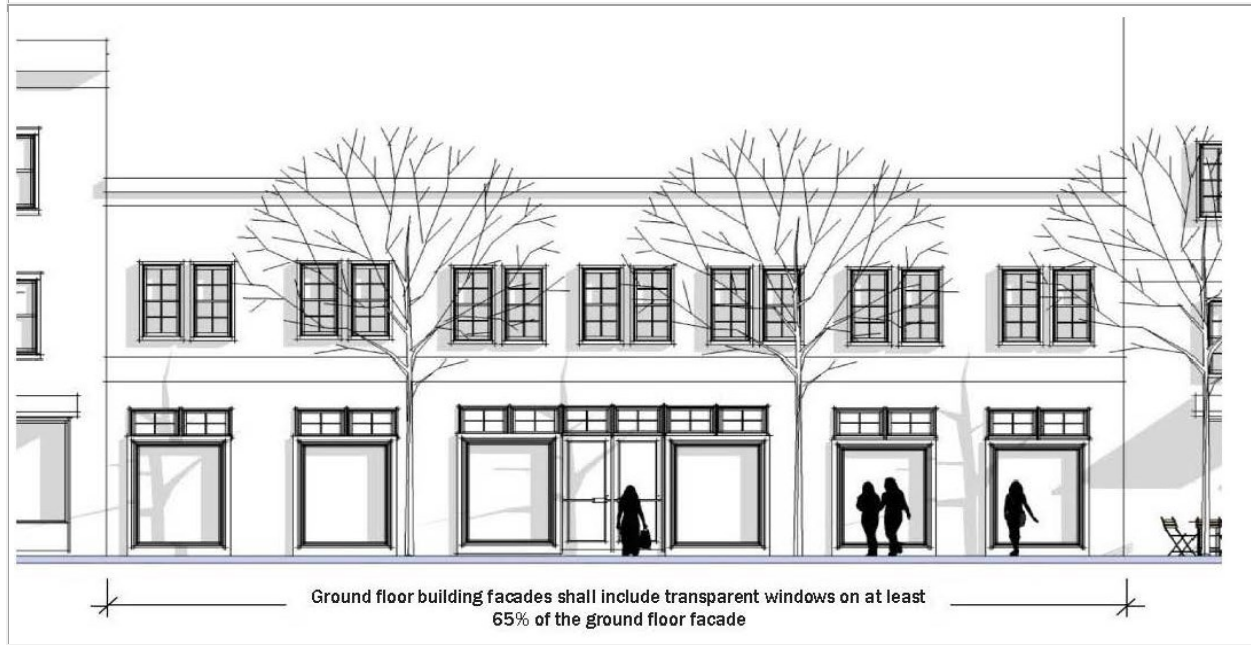 Ground floor building facades shall include transparent windows on at least
65% of the ground floor facade